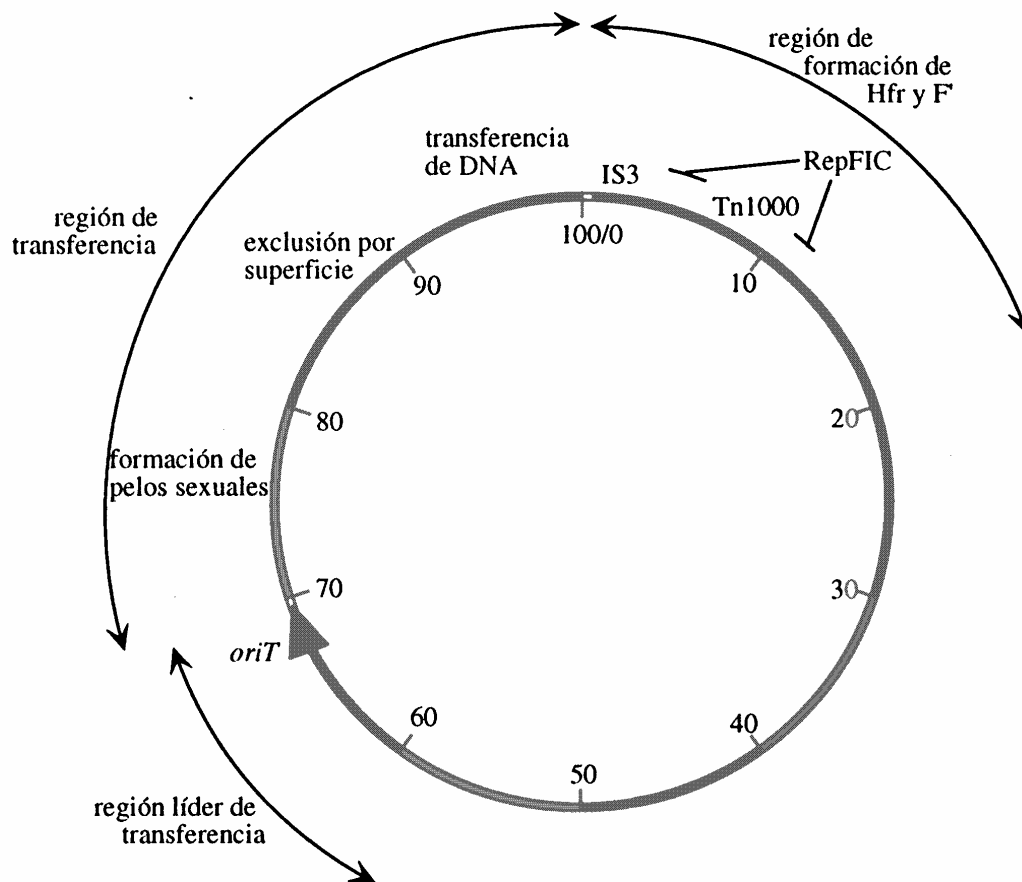 región de
formación de
Hfr y F'
transferencia
de DNA
IS3
RepFIC
Tn1000
región de
transferencia
exclusión por
superficie
100/0
90
10
80
20
formación de
pelos sexuales
70
30
oriT
60
40
50
región líder de
transferencia